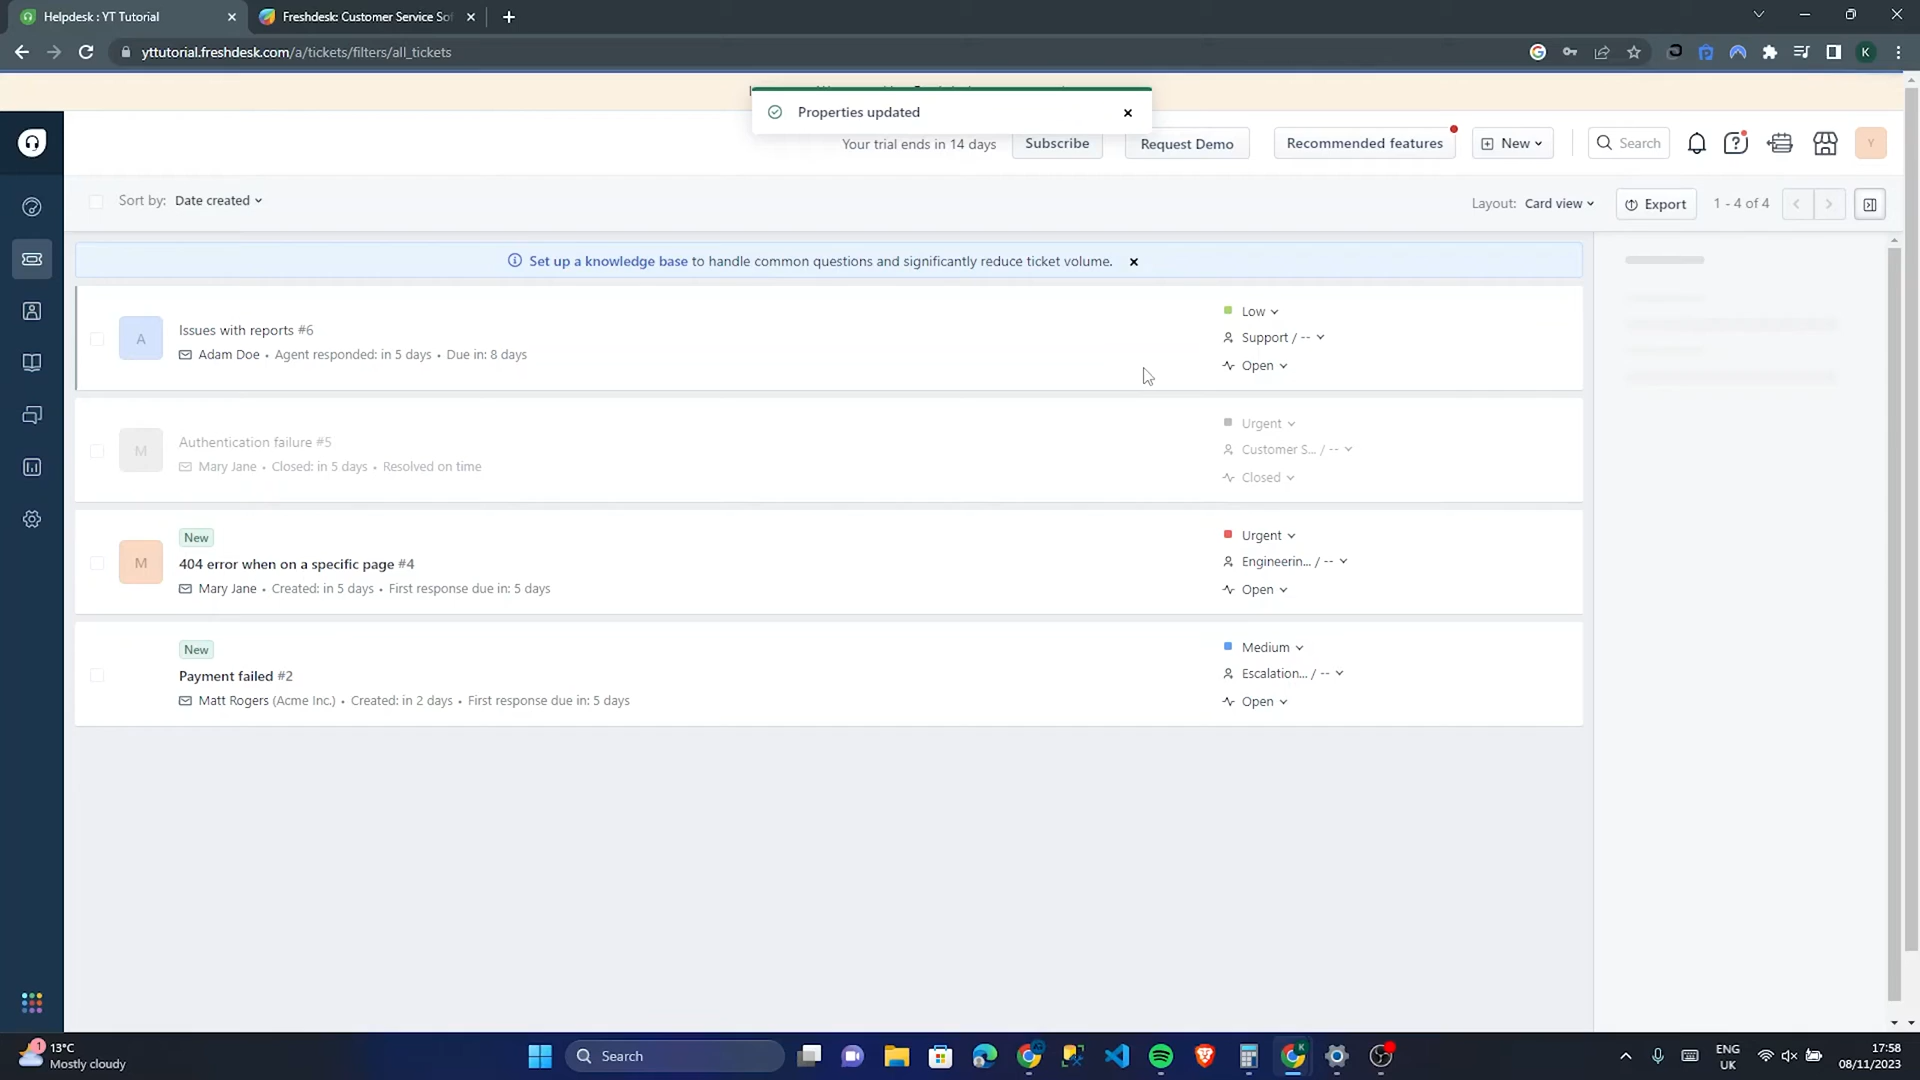 Helpdesk : YT Tutorial
Freshdesk: Customer Service Sof
yttutorial.freshdesk.com/a/tickets/filters/all_tickets
K
Properties updated
Your trial ends in 14 days
Subscribe
Request Demo
Recommended features
New
Search
Y
Sort by: Date created
Layout: Card view
Export
1 - 4 of 4
Set up a knowledge base to handle common questions and significantly reduce ticket volume.
A
Issues with reports #6
Adam Doe • Agent responded: in 5 days • Due in: 8 days
Low
Support / --
Open
M
Authentication failure #5
Mary Jane • Closed: in 5 days • Resolved on time
Urgent
Customer S... / --
Closed
New
M
404 error when on a specific page #4
Mary Jane • Created: in 5 days • First response due in: 5 days
Urgent
Engineerin... / --
Open
New
Payment failed #2
Matt Rogers (Acme Inc.) • Created: in 2 days • First response due in: 5 days
Medium
Escalation... / --
Open
1
13°C
Mostly cloudy
Search
ENG
UK
17:58
08/11/2023